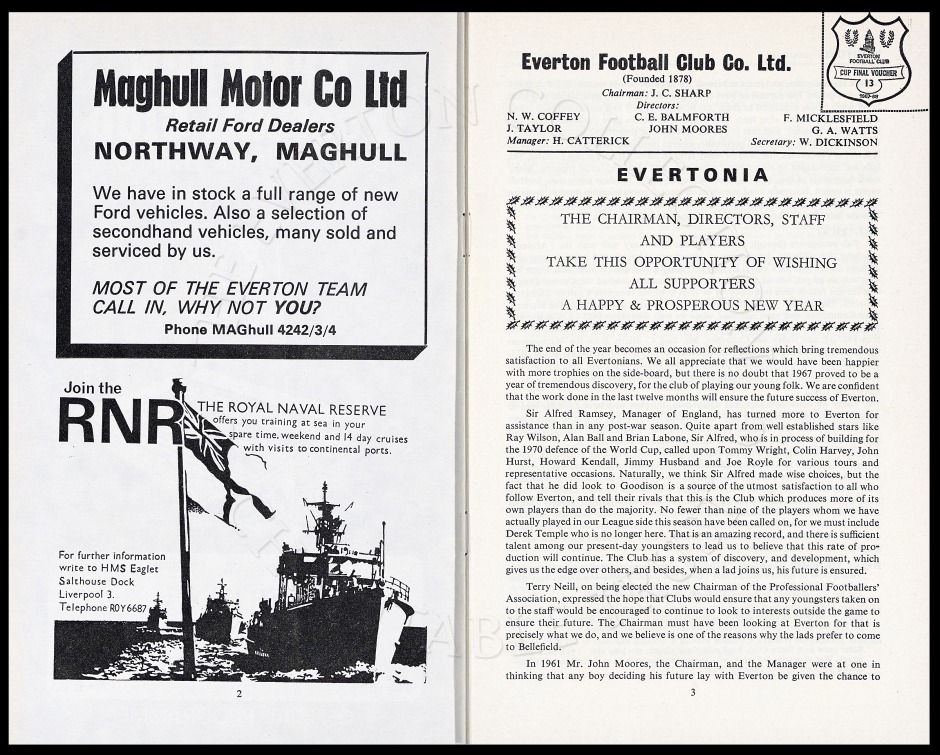 Maghull Motor Co Ltd
Retail Ford Dealers
NORTHWAY, MAGHULL
We have in stock a full range of new
Ford vehicles. Also a selection of
secondhand vehicles, many sold and
serviced by us.
MOST OF THE EVERTON TEAM
CALL IN, WHY NOT YOU?
Phone MAGhull 4242/3/4
Join the
RNR
THE ROYAL NAVAL RESERVE
offers you training at sea in your
spare time, weekend and 14 day cruises
with visits to continental ports.
For further information
write to HMS Eaglet
Salthouse Dock
Liverpool 3.
Telephone ROY6687
2
Everton Football Club Co. Ltd.
(Founded 1878)
Chairman: J. C. SHARP
Directors:
N. W. COFFEY C. E. BALMFORTH F. MICKLESFIELD
J. TAYLOR JOHN MOORES G. A. WATTS
Manager: H. CATTERICK Secretary: W. DICKINSON
EVERTON
FOOTBALL CLUB
CUP FINAL VOUCHER
13
EVERTONIA
THE CHAIRMAN, DIRECTORS, STAFF
AND PLAYERS
TAKE THIS OPPORTUNITY OF WISHING
ALL SUPPORTERS
A HAPPY & PROSPEROUS NEW YEAR
The end of the year becomes an occasion for reflections which bring tremendous
satisfaction to all Evertonians. We all appreciate that we would have been happier
with more trophies on the side-board, but there is no doubt that 1967 proved to be a
year of tremendous discovery, for the club of playing our young folk. We are confident
that the work done in the last twelve months will ensure the future success of Everton.
Sir Alfred Ramsey, Manager of England, has turned more to Everton for
assistance than in any post-war season. Quite apart from well established stars like
Ray Wilson, Alan Ball and Brian Labone, Sir Alfred, who is in process of building for
the 1970 defence of the World Cup, called upon Tommy Wright, Colin Harvey, John
Hurst, Howard Kendall, Jimmy Husband and Joe Royle for various tours and
representative occasions. Naturally, we think Sir Alfred made wise choices, but the
fact that he did look to Goodison is a source of the utmost satisfaction to all who
follow Everton, and tell their rivals that this is the Club which produces more of its
own players than do the majority. No fewer than nine of the players whom we have
actually played in our League side this season have been called on, for we must include
Derek Temple who is no longer here. That is an amazing record, and there is sufficient
talent among our present-day youngsters to lead us to believe that this rate of pro-
duction will continue. The Club has a system of discovery, and development, which
gives us the edge over others, and besides, when a lad joins us, his future is ensured.
Terry Neill, on being elected the new Chairman of the Professional Footballers'
Association, expressed the hope that Clubs would ensure that any youngsters taken on
to the staff would be encouraged to continue to look to interests outside the game to
ensure their future. The Chairman must have been looking at Everton for that is
precisely what we do, and we believe is one of the reasons why the lads prefer to come
to Bellefield.
In 1961 Mr. John Moores, the Chairman, and the Manager were at one in
thinking that any boy deciding his future lay with Everton be given the chance to
3